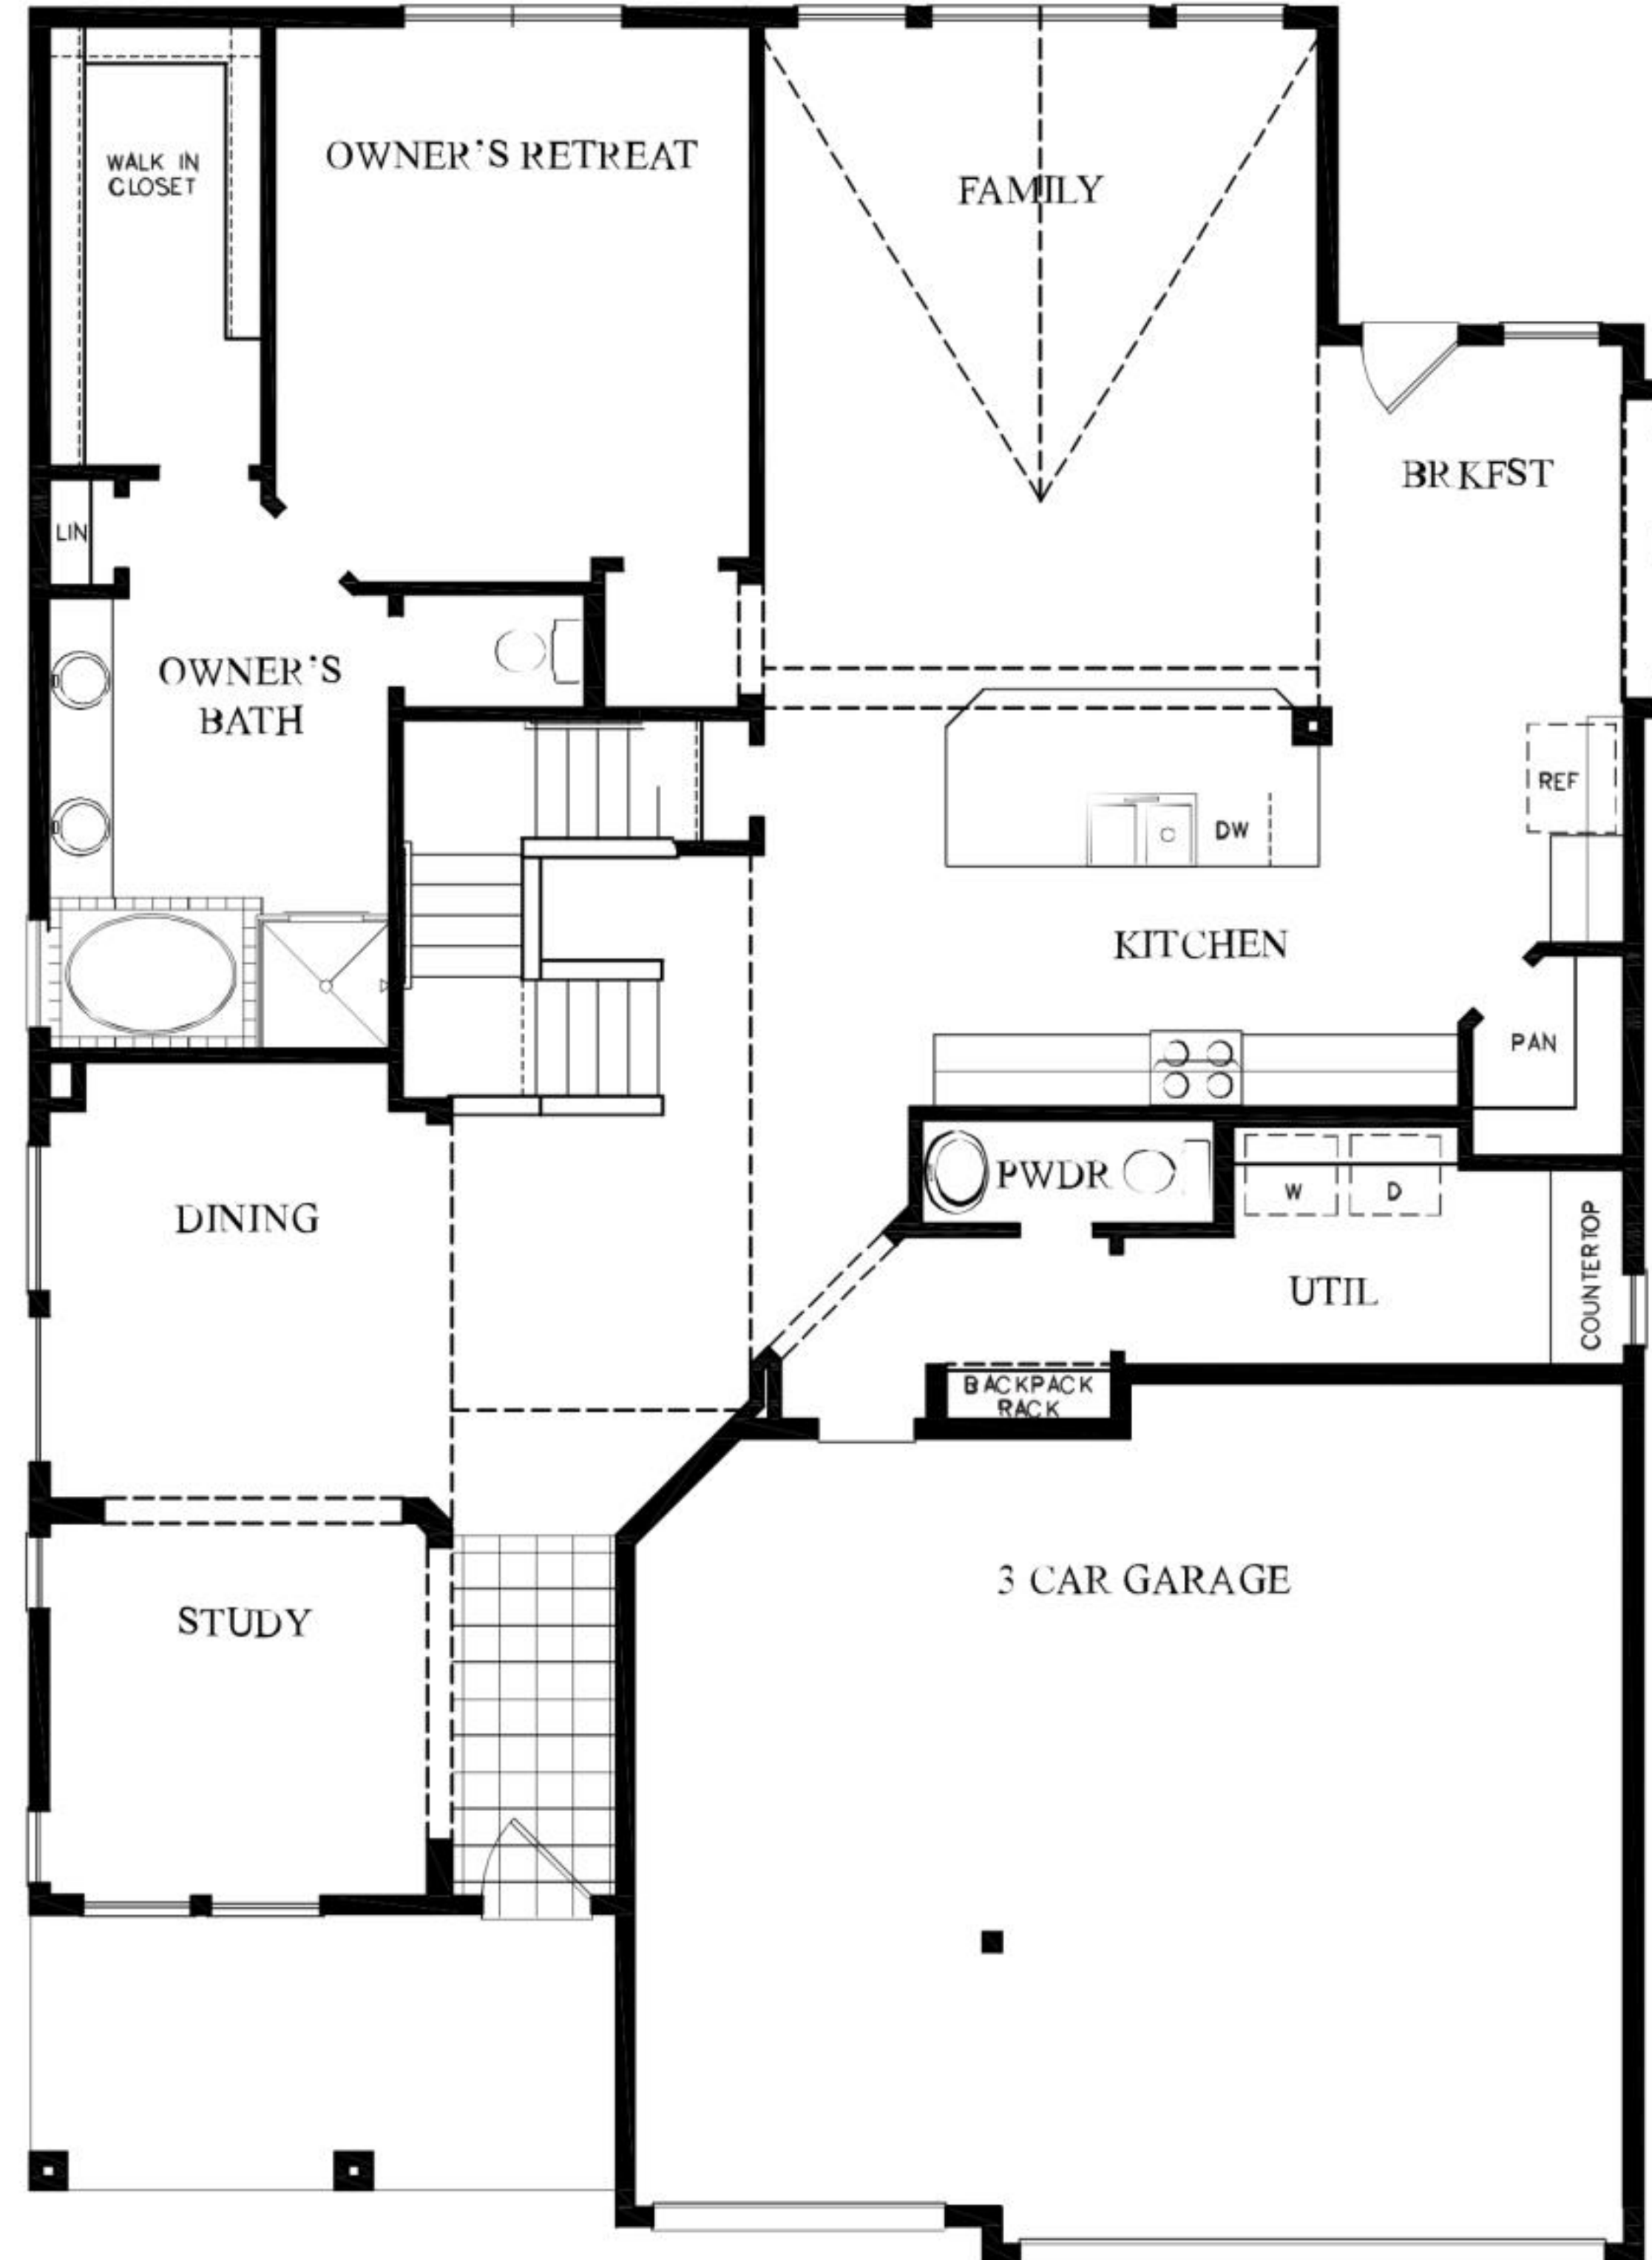 WALK IN
CLOSET
OWNER'S RETREAT
FAMILY
BRKFST
LIN
OWNER'S
BATH
REF
DW
KITCHEN
PAN
PWDR
W
D
DINING
COUNTERTOP
UTIL
BACKPACK
RACK
3 CAR GARAGE
STUDY